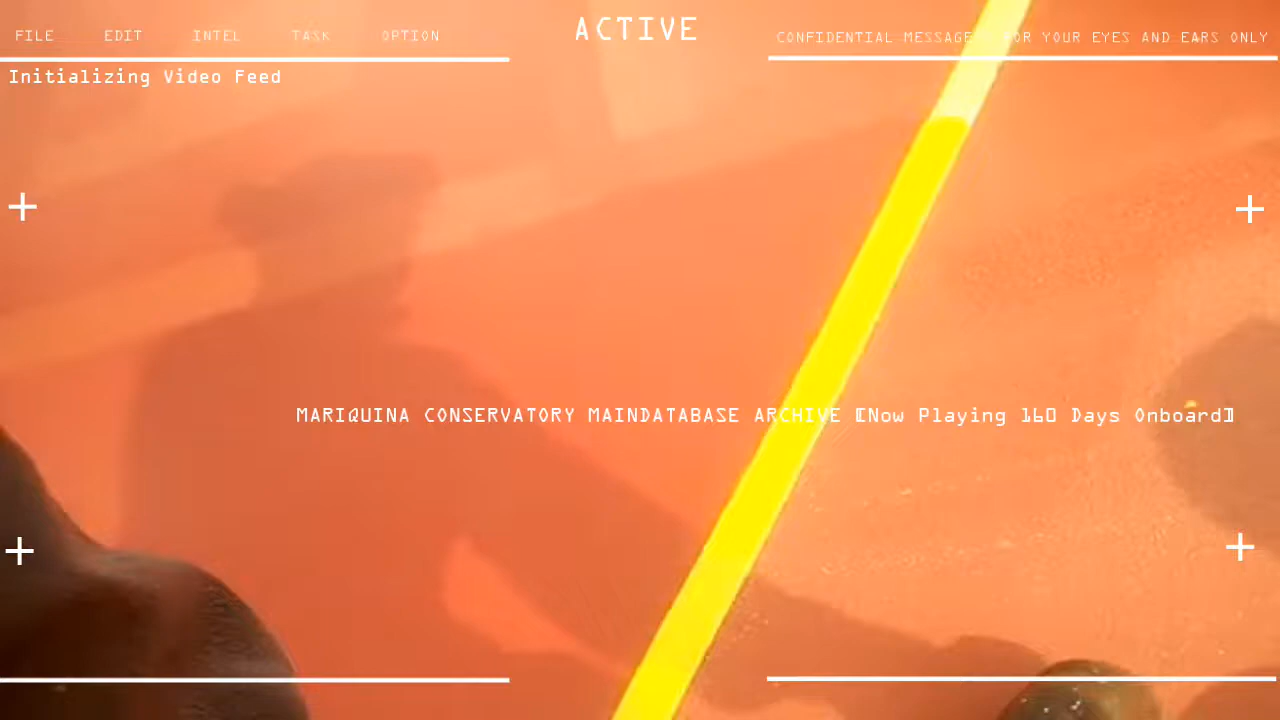 FILE EDIT INTEL TASK OPTION
ACTIVE
CONFIDENTIAL MESSAGE FOR YOUR EYES AND EARS ONLY
Initializing Video Feed
MARIQUINA CONSERVATORY MAINDATABASE ARCHIVE [Now Playing 160 Days Onboard]